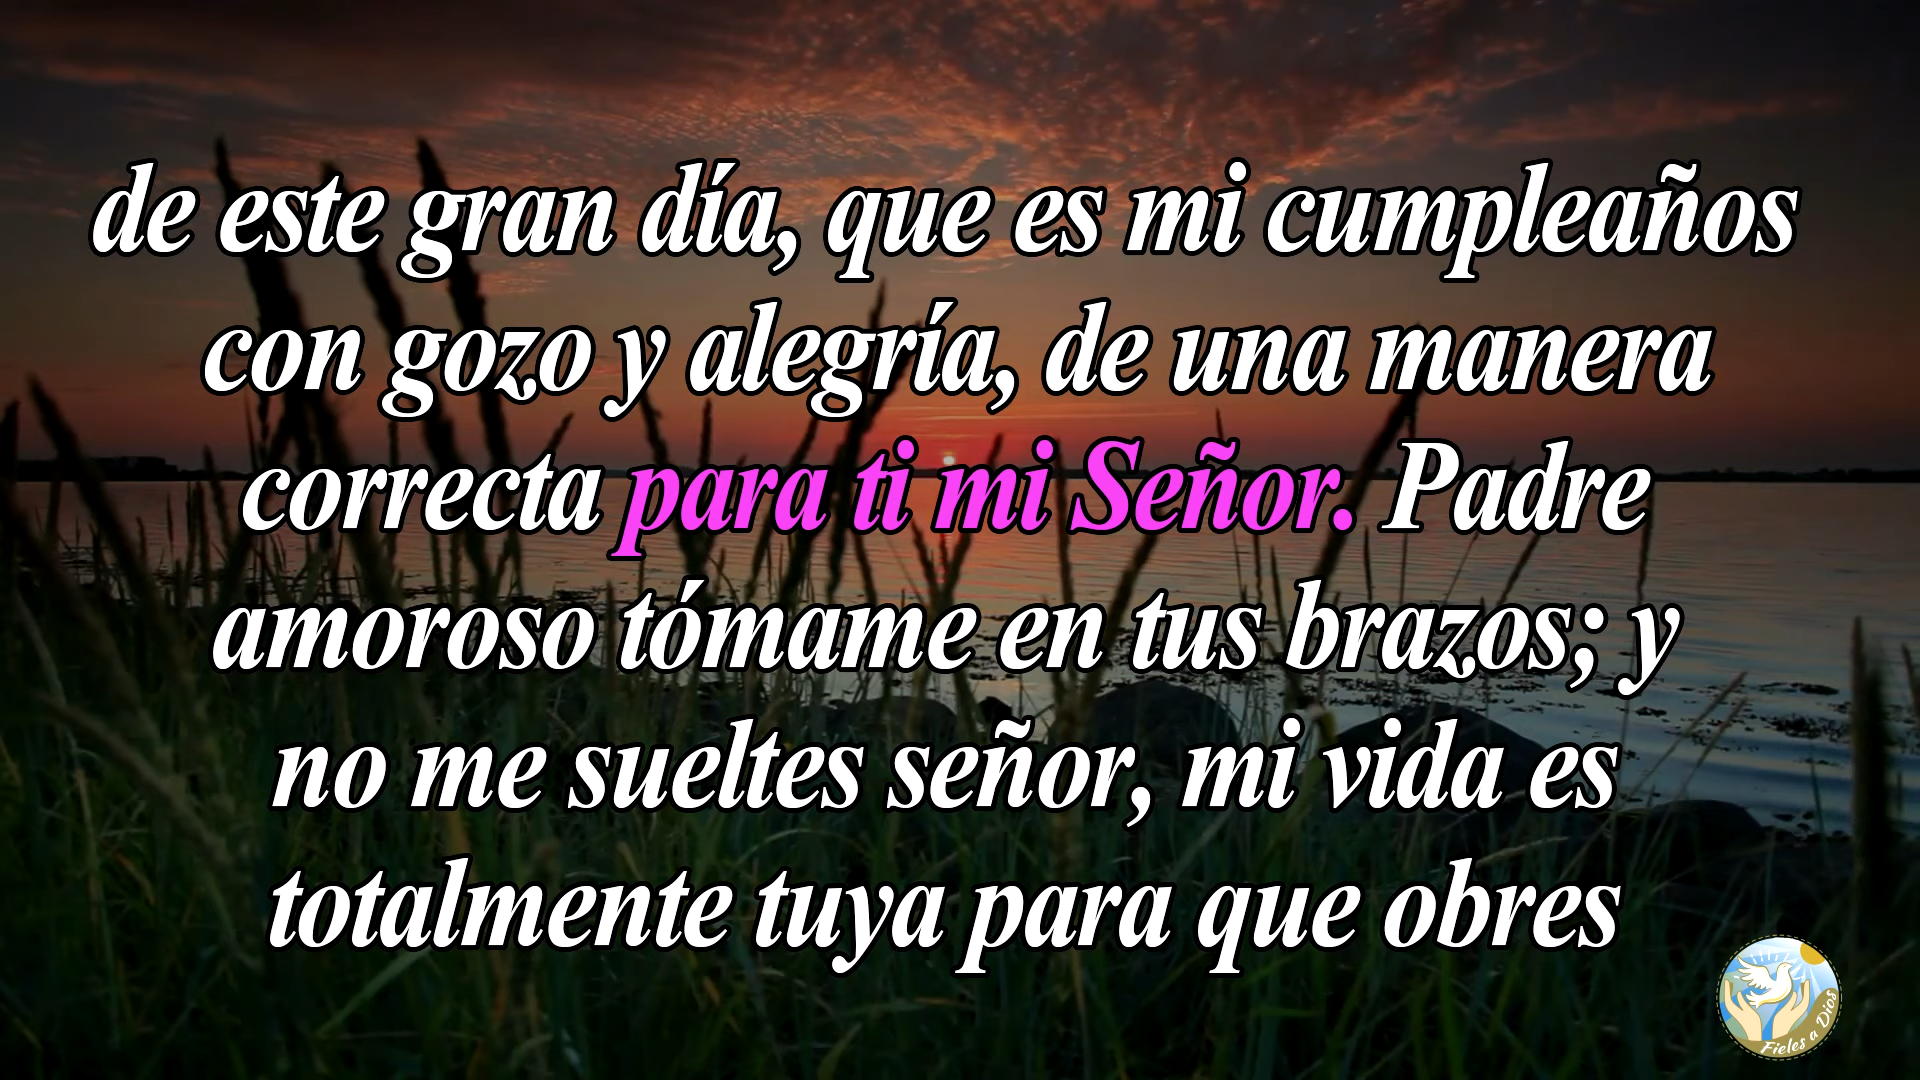 de este gran día, que es mi cumpleaños
con gozo y alegría, de una manera
correcta para ti mi Señor. Padre
amoroso tómame en tus brazos; y
no me sueltes señor, mi vida es
totalmente tuya para que obres
Fieles a Dios